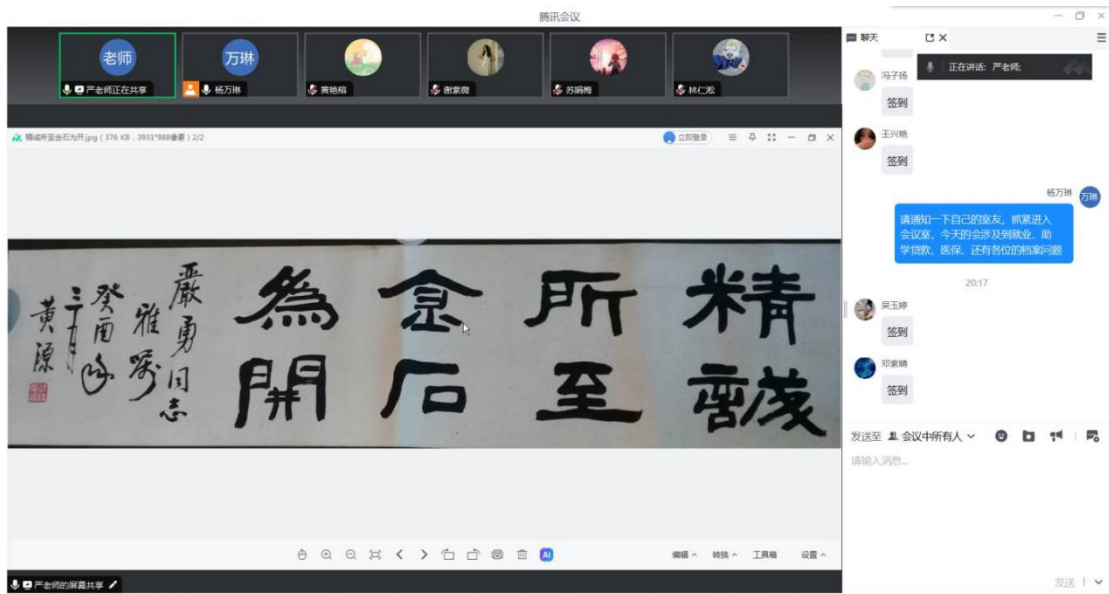 腾讯会议
老师
万琳
严老师正在共享
杨万琳
黄艳榕
谢紫薇
苏娟梅
林仁淞
精诚所至金石为开.jpg ( 376 KB , 3931*988像素 ) 2/2
立即登录
精誠
所至
金石
為開
嚴勇同志
雅嘱
癸酉年
三月
黄源
编辑
转换
工具箱
设置
严老师的屏幕共享
聊天
正在讲话: 严老师;
冯子扬
签到
王兴艳
签到
杨万琳
万琳
请通知一下自己的室友，抓紧进入
会议室，今天的会涉及到就业、助
学贷款、医保、还有各位的档案问题
20:17
吴玉婷
签到
邓紫晴
签到
发送至
会议中所有人
请输入消息...
发送
AI